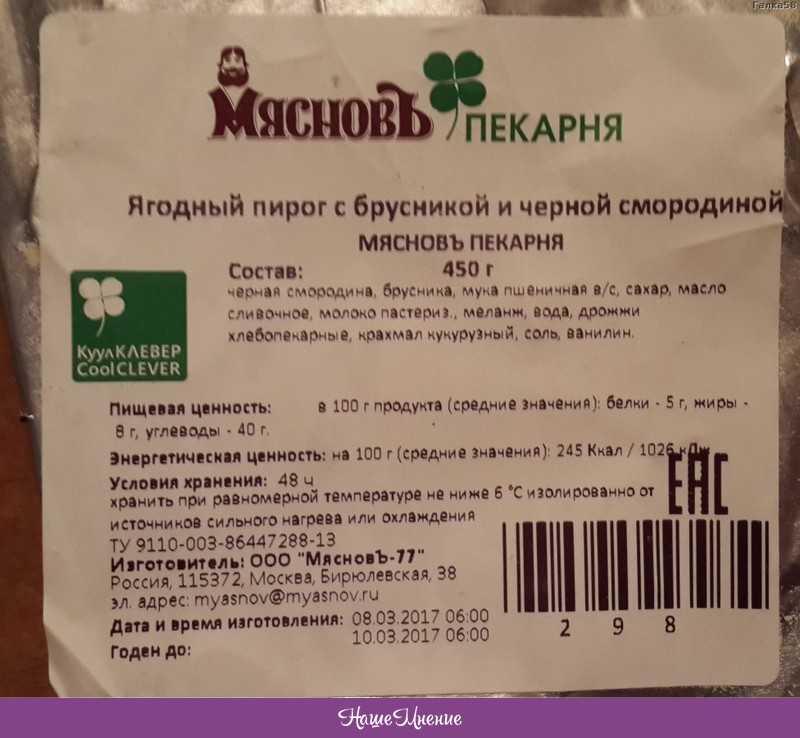 Галка58
МЯСНОВЪ ПЕКАРНЯ
Ягодный пирог с брусникой и черной смородиной
МЯСНОВЪ ПЕКАРНЯ
Состав: 450 г
черная смородина, брусника, мука пшеничная в/с, сахар, масло
сливочное, молоко пастериз., меланж, вода, дрожжи
хлебопекарные, крахмал кукурузный, соль, ванилин.
КуулКЛЕВЕР
CoolCLEVER
Пищевая ценность: в 100 г продукта (средние значения): белки - 5 г, жиры -
8 г, углеводы - 40 г.
Энергетическая ценность: на 100 г (средние значения): 245 Ккал / 1026 кДж
Условия хранения: 48 ч
хранить при равномерной температуре не ниже 6 °С изолированно от
источников сильного нагрева или охлаждения
ЕАС
ТУ 9110-003-86447288-13
Изготовитель: ООО "МясновЪ-77"
Россия, 115372, Москва, Бирюлевская, 38
эл. адрес: myasnov@myasnov.ru
Дата и время изготовления: 08.03.2017 06:00
10.03.2017 06:00
Годен до:
2 9 8
НашеМнение